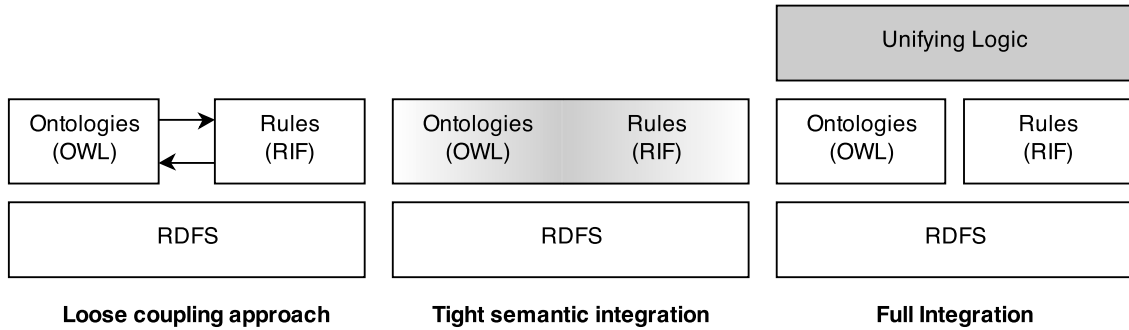 Unifying Logic
Ontologies
(OWL)
Rules
(RIF)
RDFS
Loose coupling approach
Ontologies
(OWL)
Rules
(RIF)
RDFS
Tight semantic integration
Ontologies
(OWL)
Rules
(RIF)
RDFS
Full Integration